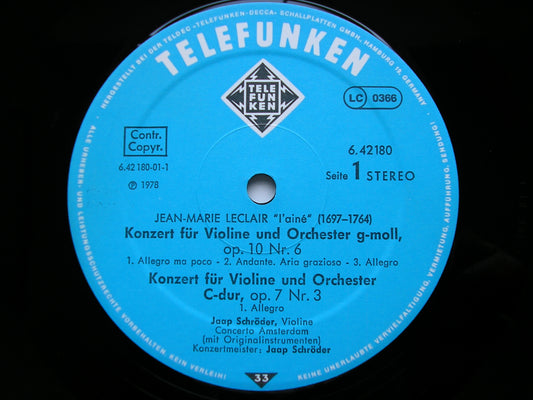 HERGESTELLT BEI DER TELDEC »TELEFUNKEN-DECCA« SCHALLPLATTEN GMBH, HAMBURG 19, GERMANY
TELEFUNKEN
TELE
FUN
KEN
LC 0366
Contr.
Copyr.
6.42180-01-1
℗ 1978
6.42180
Seite 1 STEREO
JEAN-MARIE LECLAIR "l'ainé" (1697–1764)
Konzert für Violine und Orchester g-moll,
op. 10 Nr. 6
1. Allegro ma poco - 2. Andante. Aria grazioso - 3. Allegro
Konzert für Violine und Orchester
C-dur, op. 7 Nr. 3
1. Allegro
Jaap Schröder, Violine
Concerto Amsterdam
(mit Originalinstrumenten)
Konzertmeister: Jaap Schröder
33
ALLE URHEBER- UND LEISTUNGSSCHUTZRECHTE VORBEHALTEN KEIN VERLEIH!
KEINE UNERLAUBTE VERVIELFÄLTIGUNG, VERMIETUNG, AUFFÜHRUNG, SENDUNG!